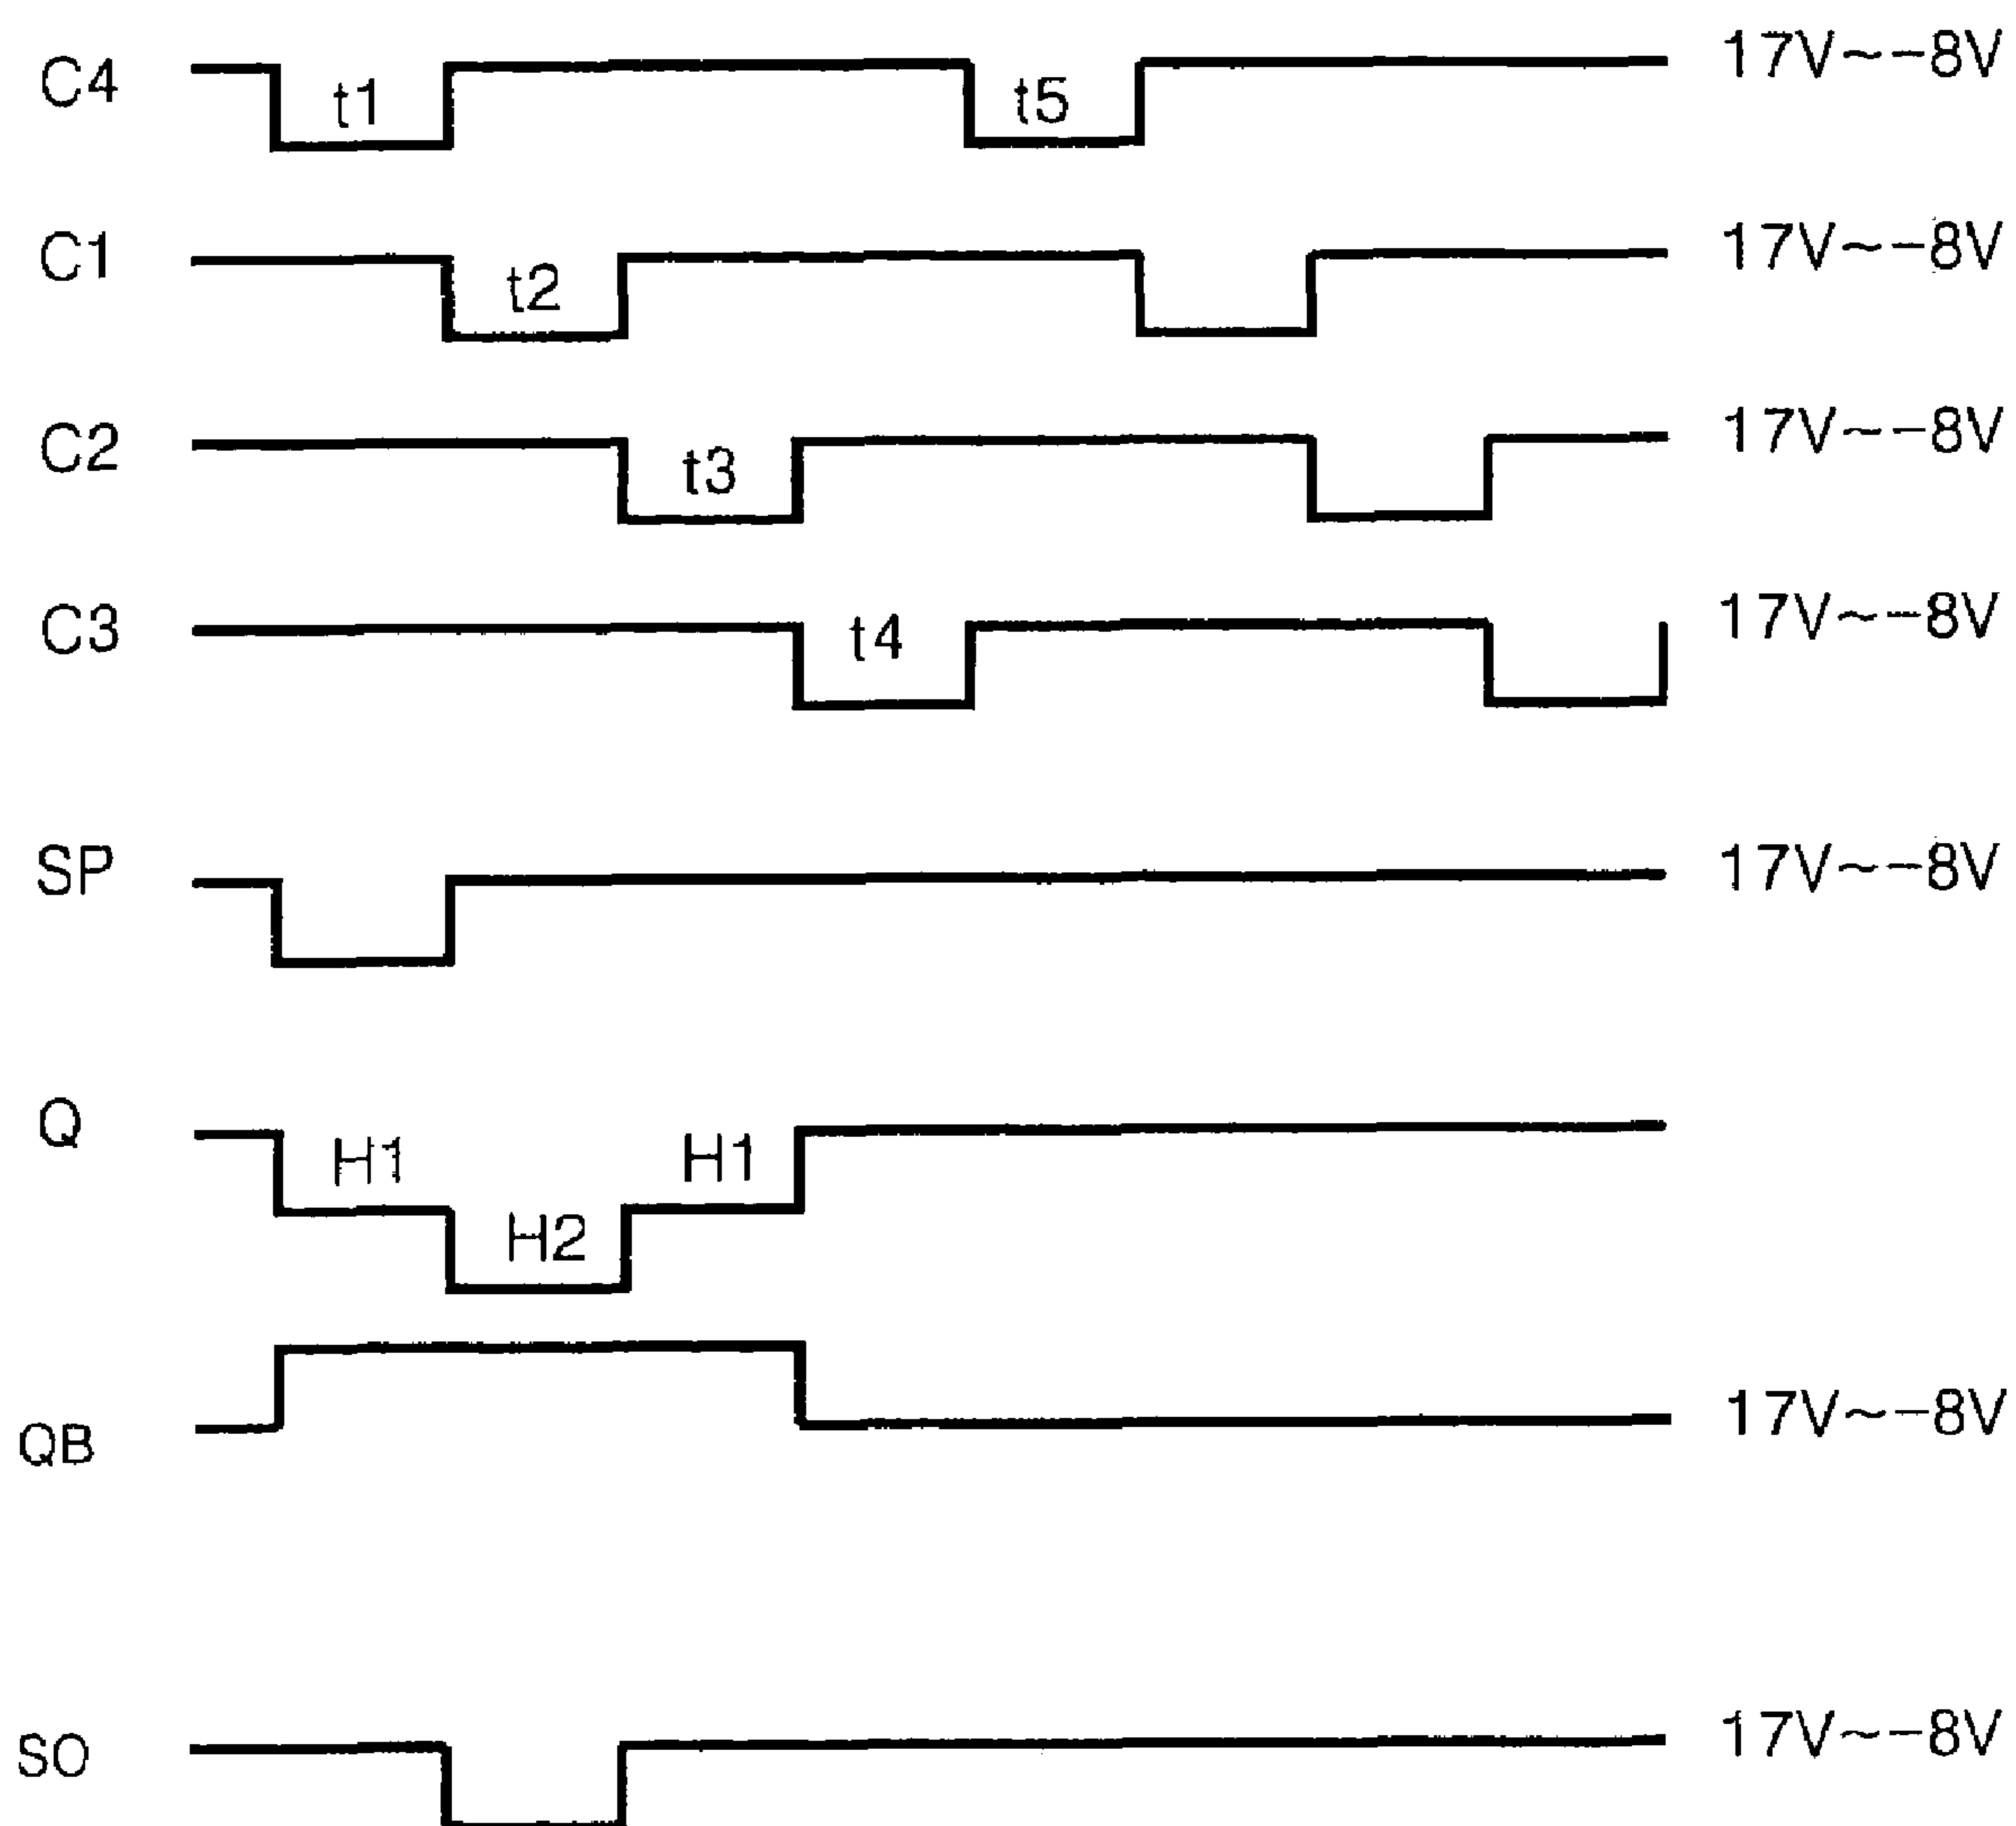 C4 t1 t5 17V~-8V
C1 t2 17V~-8V
C2 t3 17V~-8V
C3 t4 17V~-8V
SP 17V~-8V
Q H1 H2 H1
QB 17V~-8V
SO 17V~-8V